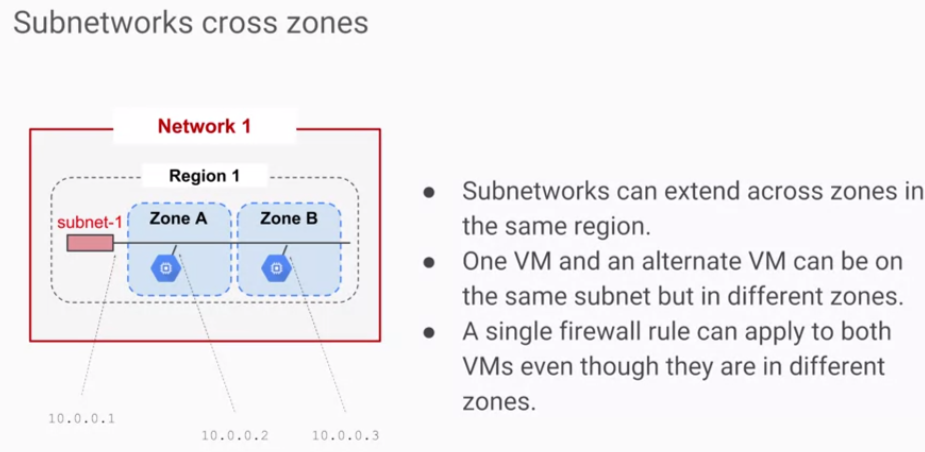 Subnetworks cross zones
Network 1
Region 1
subnet-1
Zone A
Zone B
10.0.0.1
10.0.0.2
10.0.0.3
● Subnetworks can extend across zones in
the same region.
● One VM and an alternate VM can be on
the same subnet but in different zones.
● A single firewall rule can apply to both
VMs even though they are in different
zones.